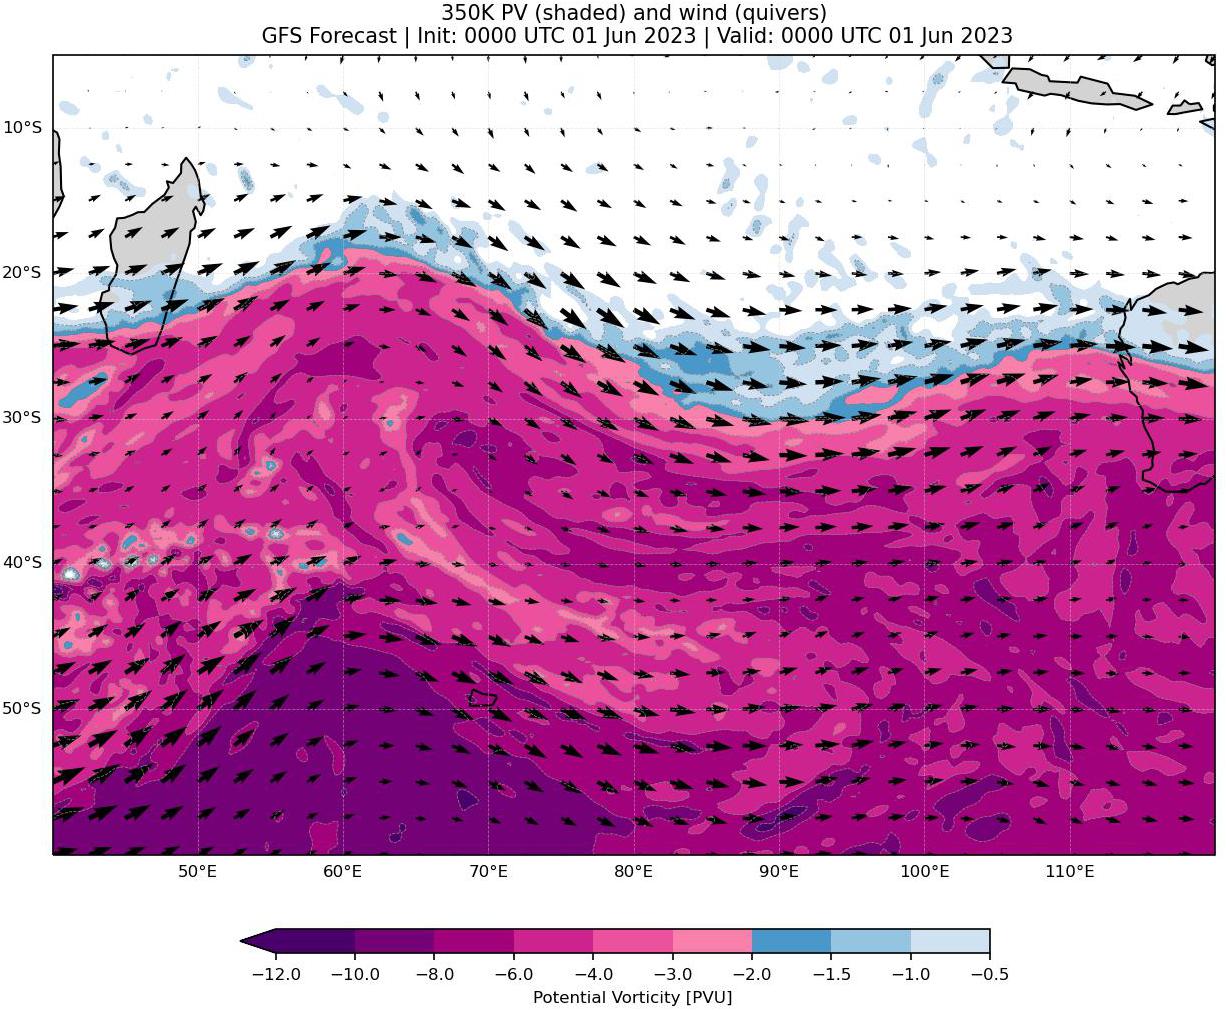 350K PV (shaded) and wind (quivers)
GFS Forecast | Init: 0000 UTC 01 Jun 2023 | Valid: 0000 UTC 01 Jun 2023
10°S
20°S
30°S
40°S
50°S
50°E 60°E 70°E 80°E 90°E 100°E 110°E
−12.0 −10.0 −8.0 −6.0 −4.0 −3.0 −2.0 −1.5 −1.0 −0.5
Potential Vorticity [PVU]